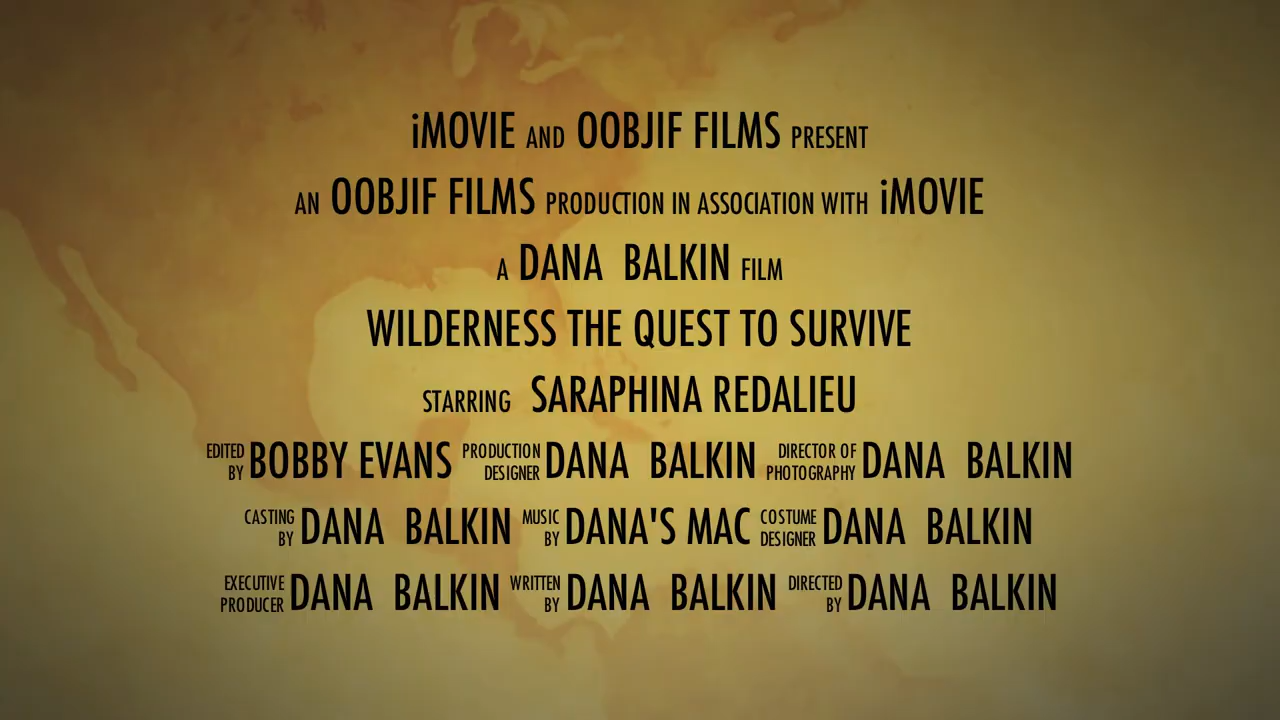 iMOVIE AND OOBJIF FILMS PRESENT
AN OOBJIF FILMS PRODUCTION IN ASSOCIATION WITH iMOVIE
A DANA BALKIN FILM
WILDERNESS THE QUEST TO SURVIVE
STARRING SARAPHINA REDALIEU
EDITED BY BOBBY EVANS PRODUCTION DESIGNER DANA BALKIN DIRECTOR OF PHOTOGRAPHY DANA BALKIN
CASTING BY DANA BALKIN MUSIC BY DANA'S MAC COSTUME DESIGNER DANA BALKIN
EXECUTIVE PRODUCER DANA BALKIN WRITTEN BY DANA BALKIN DIRECTED BY DANA BALKIN